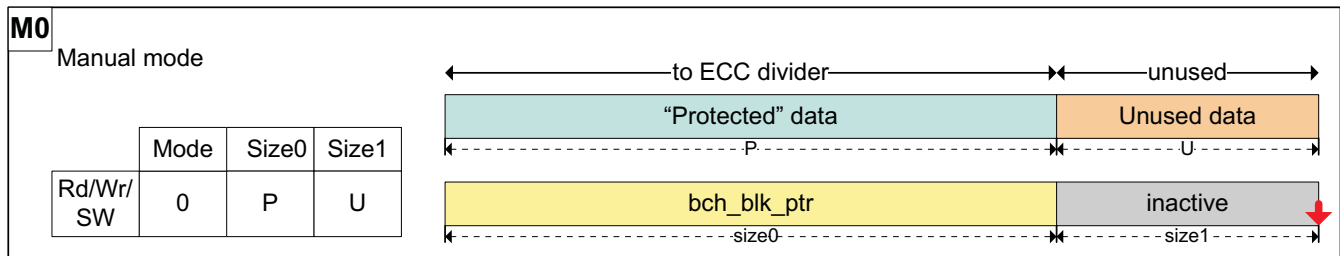 M0
Manual mode
to ECC divider
unused
“Protected” data
Unused data
P
U
Mode
Size0
Size1
Rd/Wr/
SW
0
P
U
bch_blk_ptr
inactive
size0
size1